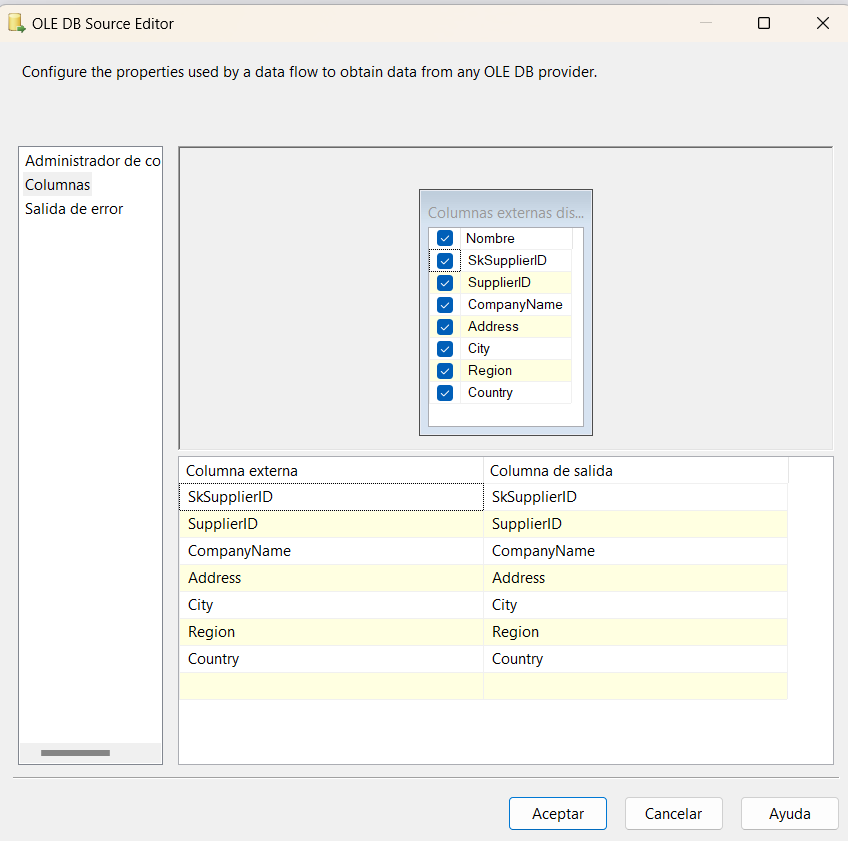 OLE DB Source Editor
Configure the properties used by a data flow to obtain data from any OLE DB provider.
Administrador de co
Columnas
Salida de error
Columnas externas dis...
Nombre
SkSupplierID
SupplierID
CompanyName
Address
City
Region
Country
Columna externa Columna de salida
SkSupplierID SkSupplierID
SupplierID SupplierID
CompanyName CompanyName
Address Address
City City
Region Region
Country Country
Aceptar Cancelar Ayuda